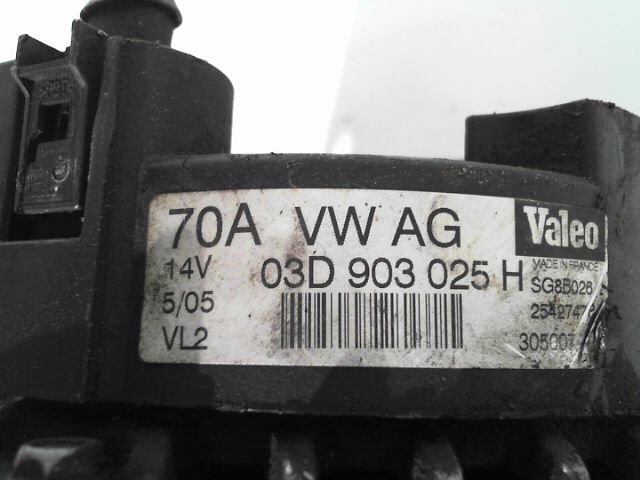 70A VW AG
Valeo
14V 03D 903 025 H
MADE IN FRANCE
5/05
SG8B026
VL2